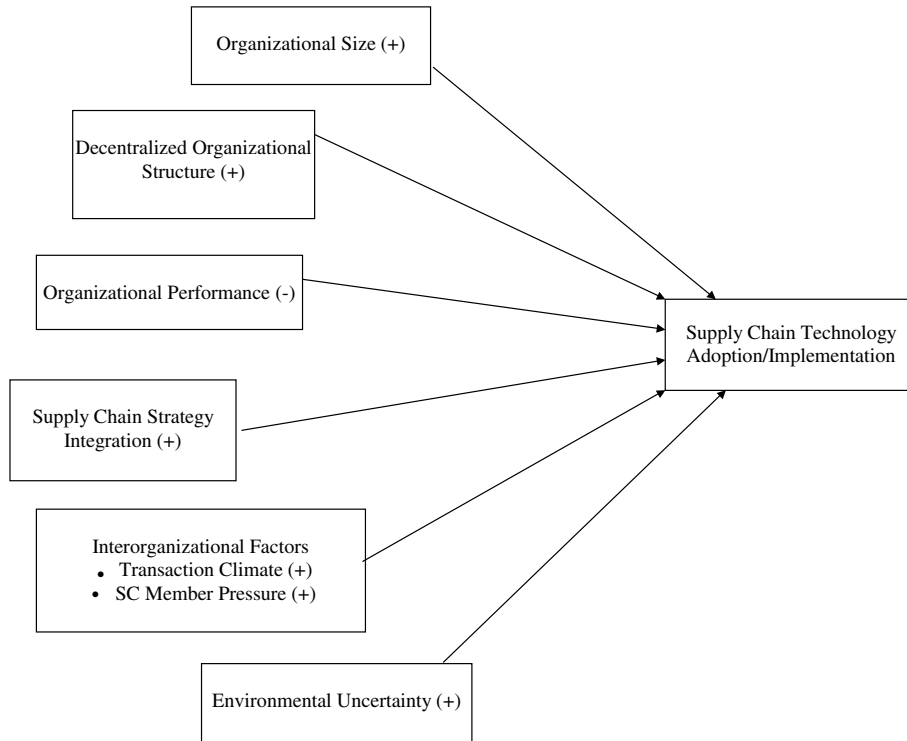 Organizational Size (+)
Decentralized Organizational
Structure (+)
Organizational Performance (-)
Supply Chain Technology
Adoption/Implementation
Supply Chain Strategy
Integration (+)
Interorganizational Factors
• Transaction Climate (+)
• SC Member Pressure (+)
Environmental Uncertainty (+)